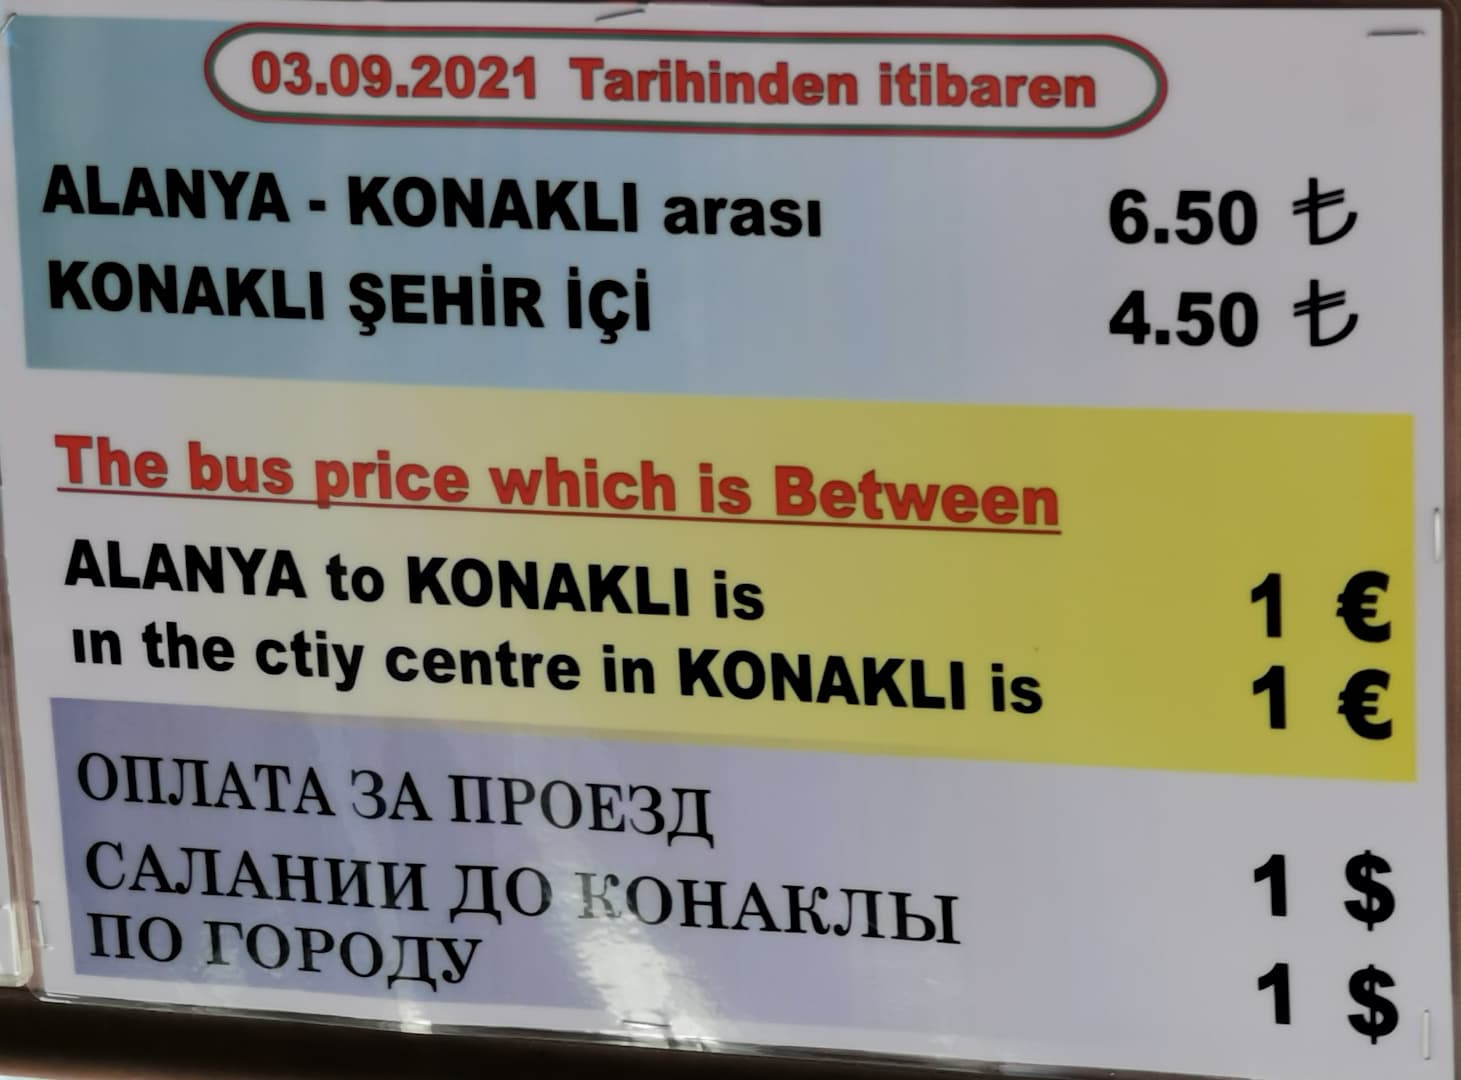 03.09.2021 Tarihinden itibaren
ALANYA - KONAKLI arası 6.50 ₺
KONAKLI ŞEHİR İÇİ 4.50 ₺
The bus price which is Between
ALANYA to KONAKLI is 1 €
ın the ctiy centre in KONAKLI is 1 €
ОПЛАТА ЗА ПРОЕЗД
САЛАНИИ ДО КОНАКЛЫ 1 $
ПО ГОРОДУ 1 $